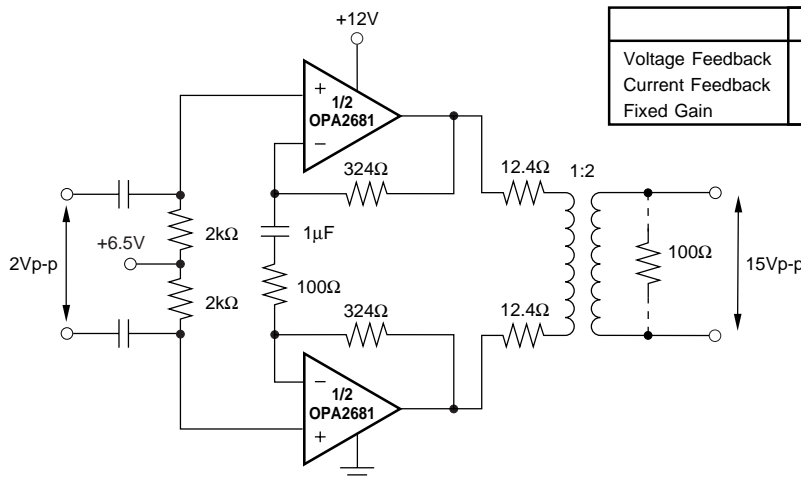 +12V
+
1/2
OPA2681
−
324Ω
12.4Ω
1:2
+6.5V
2kΩ
1µF
2Vp-p
100Ω
15Vp-p
2kΩ
100Ω
324Ω
12.4Ω
−
1/2
OPA2681
+
Voltage Feedback
Current Feedback
Fixed Gain